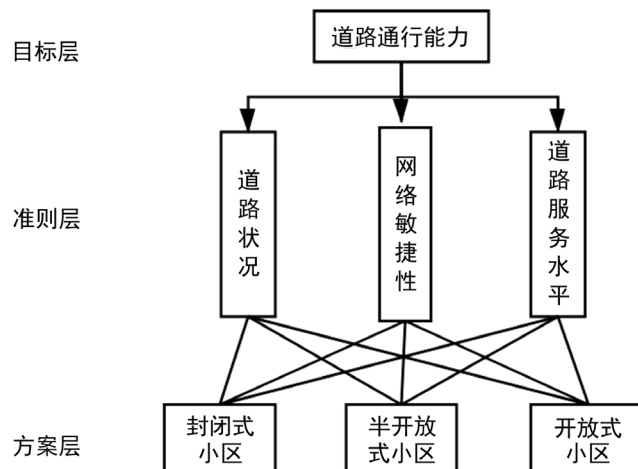 目标层
道路通行能力
准则层
道路状况
网络敏捷性
道路服务水平
方案层
封闭式
小区
半开放
式小区
开放式
小区